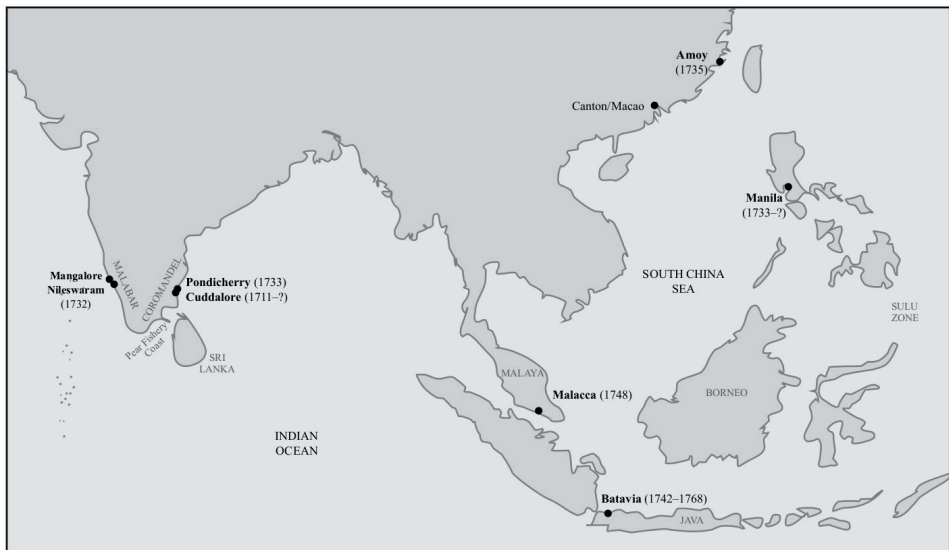 Amoy
(1735)
Canton/Macao
Manila
(1733–?)
Mangalore
Nileswaram
(1732)
MALABAR
COROMANDEL
Pondicherry (1733)
Cuddalore (1711–?)
Pear Fishery
Coast
SRI
LANKA
SOUTH CHINA
SEA
SULU
ZONE
MALAYA
Malacca (1748)
BORNEO
INDIAN
OCEAN
Batavia (1742–1768)
JAVA